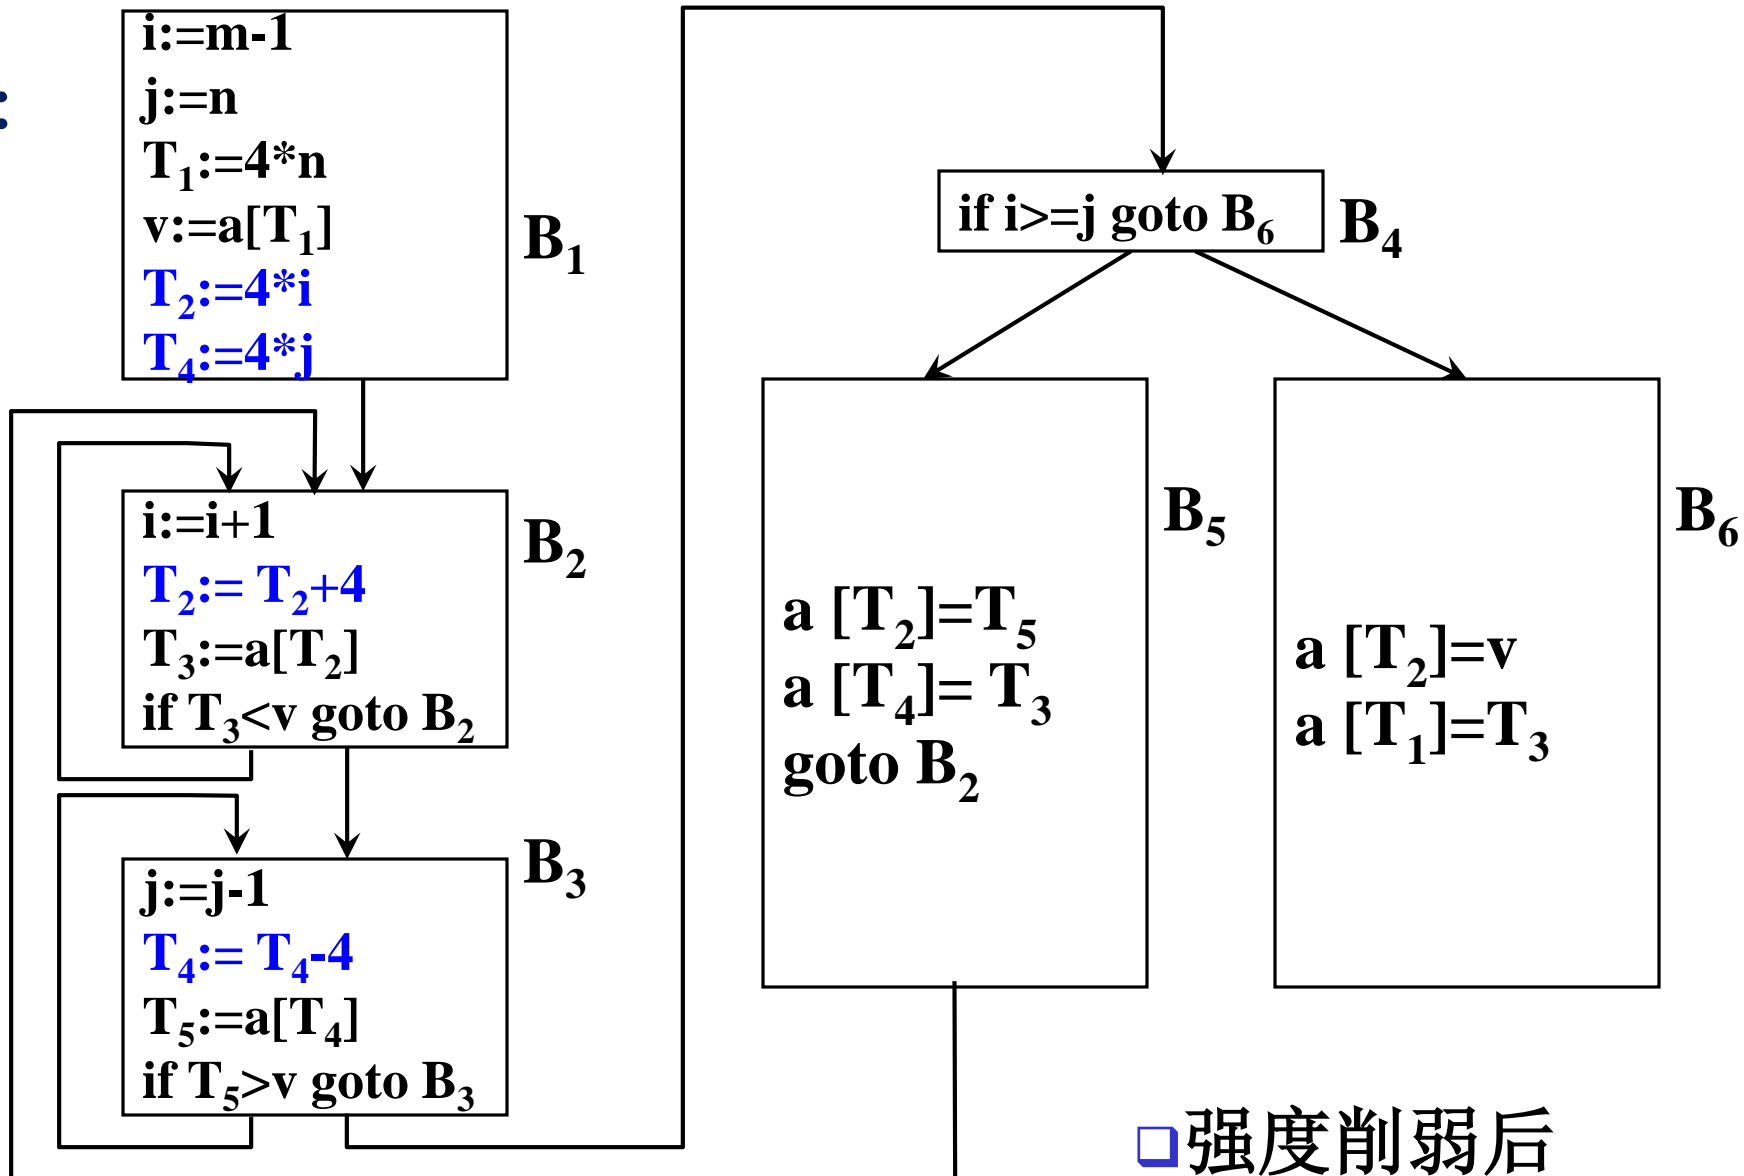 :
i:=m-1
j:=n
T₁:=4*n
v:=a[T₁]
T₂:=4*i
T₄:=4*j
B₁
i:=i+1
T₂:= T₂+4
T₃:=a[T₂]
if T₃<v goto B₂
B₂
j:=j-1
T₄:= T₄-4
T₅:=a[T₄]
if T₅>v goto B₃
B₃
if i>=j goto B₆
B₄
a [T₂]=T₅
a [T₄]= T₃
goto B₂
B₅
a [T₂]=v
a [T₁]=T₃
B₆
强度削弱后